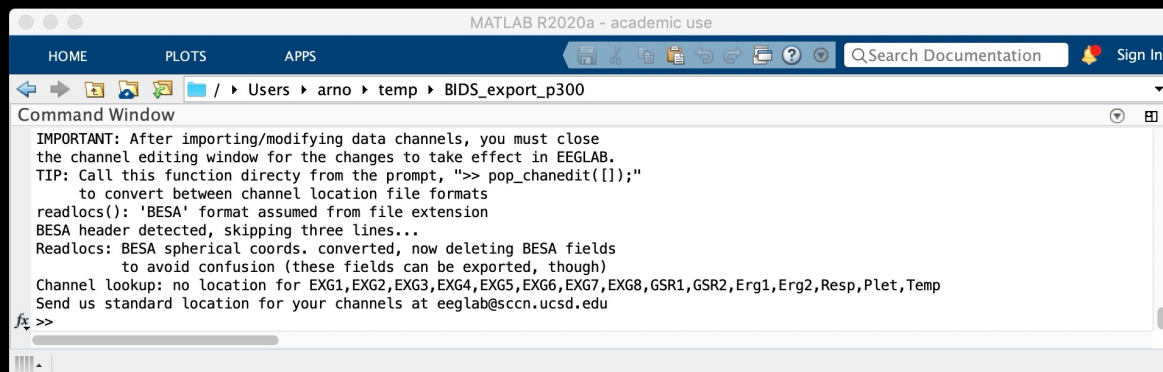 MATLAB R2020a - academic use
HOME PLOTS APPS Search Documentation Sign In
/ ▸ Users ▸ arno ▸ temp ▸ BIDS_export_p300
Command Window
IMPORTANT: After importing/modifying data channels, you must close
the channel editing window for the changes to take effect in EEGLAB.
TIP: Call this function directy from the prompt, ">> pop_chanedit([]);"
to convert between channel location file formats
readlocs(): 'BESA' format assumed from file extension
BESA header detected, skipping three lines...
Readlocs: BESA spherical coords. converted, now deleting BESA fields
to avoid confusion (these fields can be exported, though)
Channel lookup: no location for EXG1,EXG2,EXG3,EXG4,EXG5,EXG6,EXG7,EXG8,GSR1,GSR2,Erg1,Erg2,Resp,Plet,Temp
Send us standard location for your channels at eeglab@sccn.ucsd.edu
fx >>